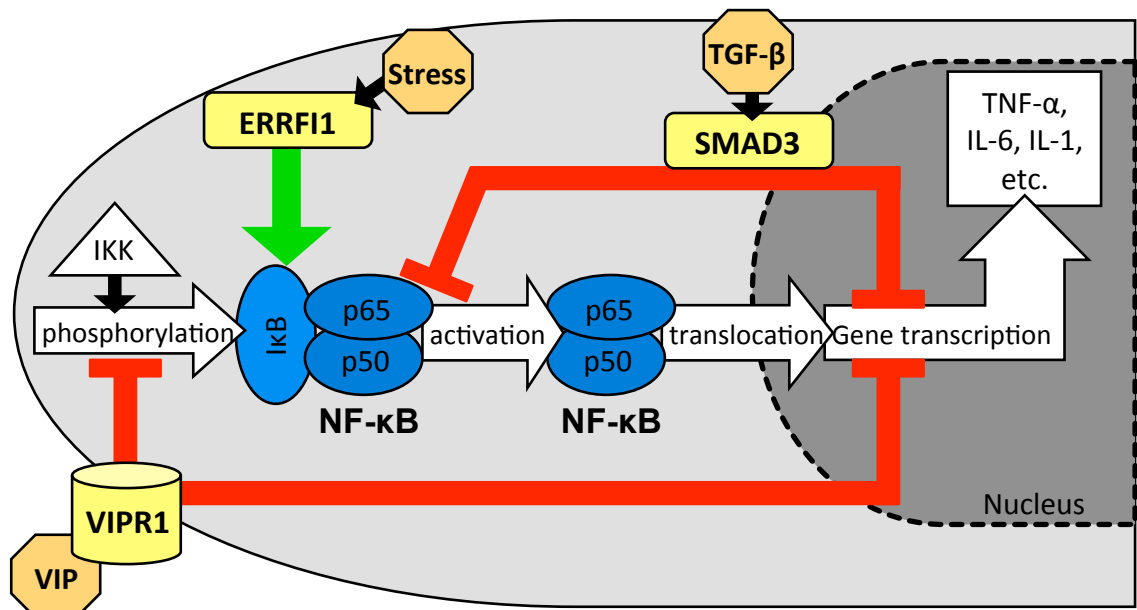 Stress
TGF-β
ERRFI1
SMAD3
TNF-α,
IL-6, IL-1,
etc.
IKK
phosphorylation
IκB
p65
p50
activation
p65
p50
translocation
Gene transcription
NF-κB
NF-κB
VIPR1
VIP
Nucleus